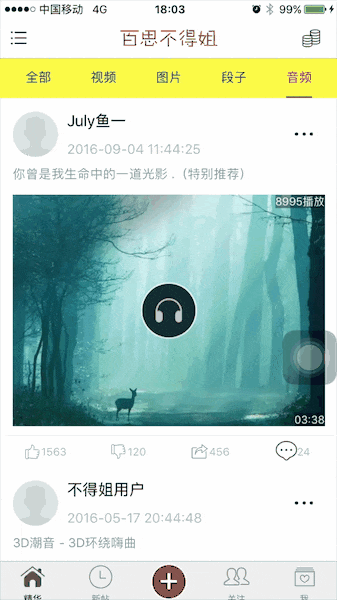 中国移动 4G 18:03 99%
百思不得姐
全部 视频 图片 段子 音频
July鱼一
2016-09-04 11:44:25
你曾是我生命中的一道光影 .（特别推荐）
8995播放
03:38
1563 120 456 24
不得姐用户
2016-05-17 20:44:48
3D潮音 - 3D环绕嗨曲
精华 新帖 关注 我